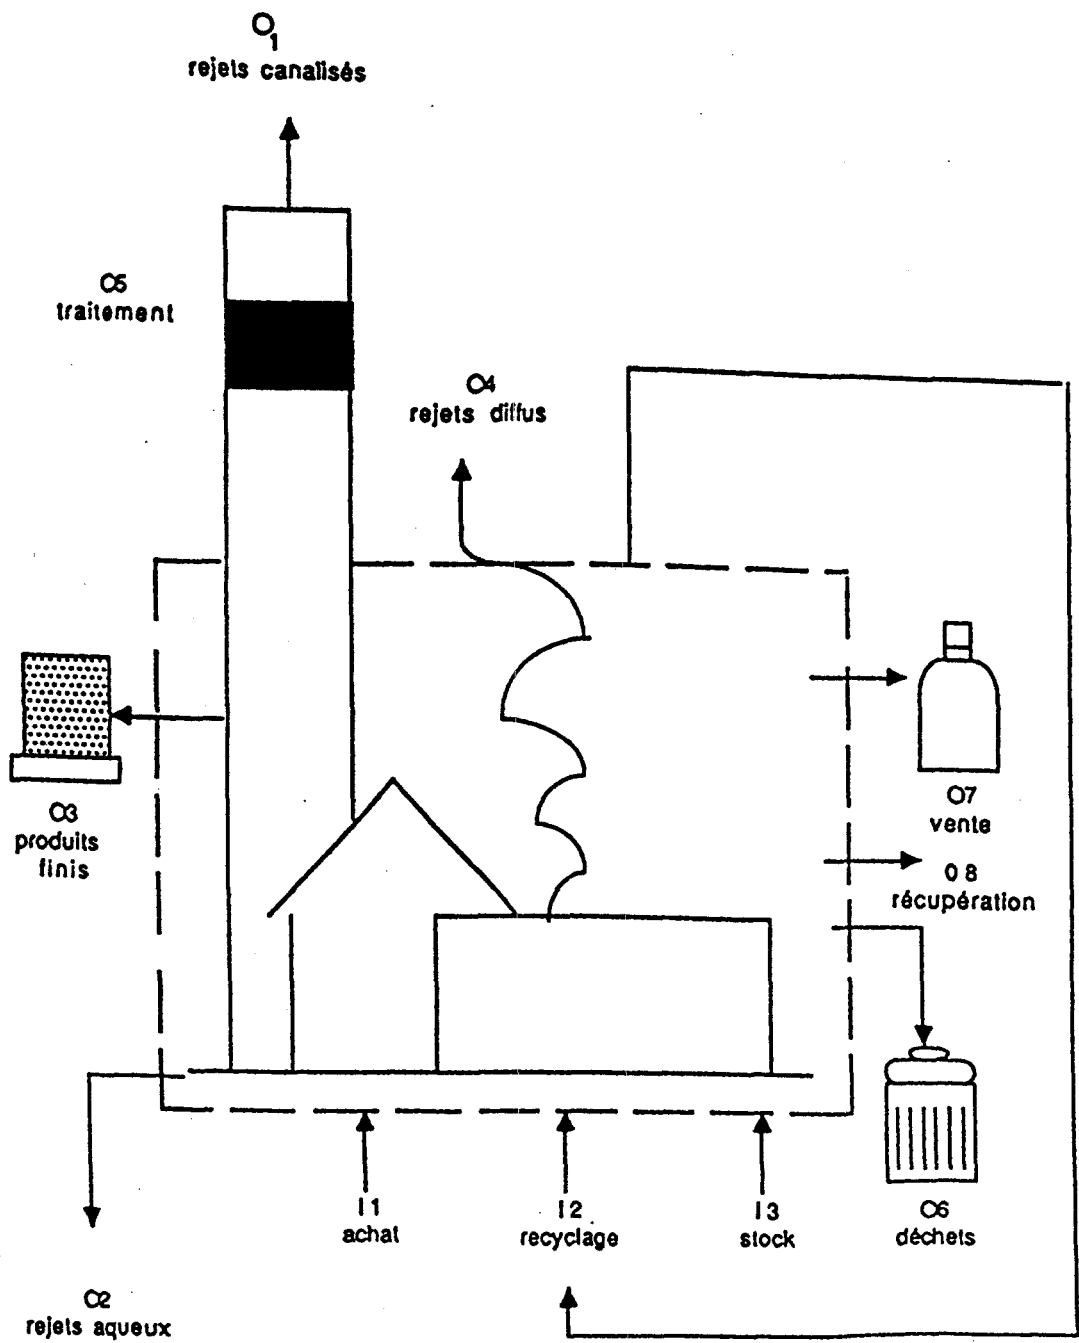 O1
rejets canalisés
O5
traitement
O4
rejets diffus
O3
produits
finis
O7
vente
O8
récupération
I1
achat
I2
recyclage
I3
stock
O6
déchets
O2
rejets aqueux